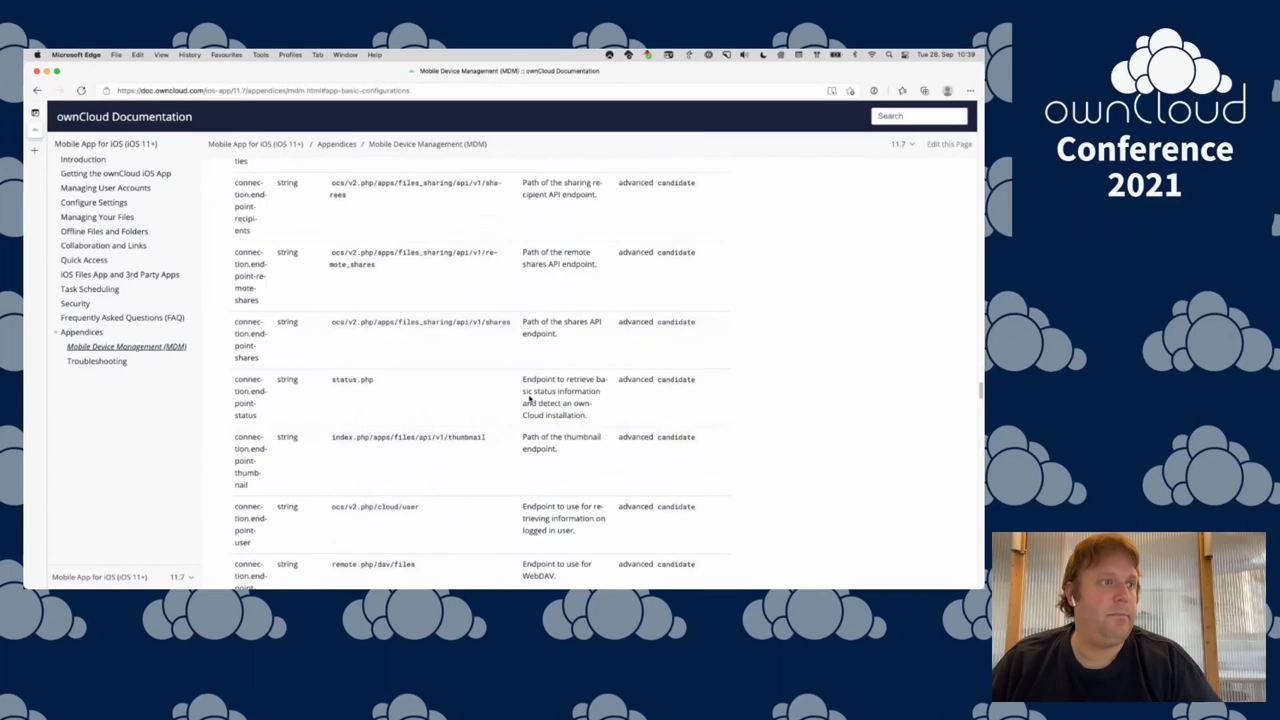 Microsoft Edge File Edit View History Favourites Tools Profiles Tab Window Help Tue 28. Sep 10:39
Mobile Device Management (MDM) :: ownCloud Documentation
https://doc.owncloud.com/ios-app/11.7/appendices/mdm.html#app-basic-configurations
ownCloud Documentation
Search
Mobile App for iOS (iOS 11+)
Introduction
Getting the ownCloud iOS App
Managing User Accounts
Configure Settings
Managing Your Files
Offline Files and Folders
Collaboration and Links
Quick Access
iOS Files App and 3rd Party Apps
Task Scheduling
Security
Frequently Asked Questions (FAQ)
Appendices
Mobile Device Management (MDM)
Troubleshooting
Mobile App for iOS (iOS 11+) 11.7
Mobile App for iOS (iOS 11+) / Appendices / Mobile Device Management (MDM)
11.7 Edit this Page
ties
connec- string ocs/v2.php/apps/files_sharing/api/v1/sha- Path of the sharing re- advanced candidate
tion.end- rees cipient API endpoint.
point-
recipi-
ents
connec- string ocs/v2.php/apps/files_sharing/api/v1/re- Path of the remote advanced candidate
tion.end- mote_shares shares API endpoint.
point-re-
mote-
shares
connec- string ocs/v2.php/apps/files_sharing/api/v1/shares Path of the shares API advanced candidate
tion.end- endpoint.
point-
shares
connec- string status.php Endpoint to retrieve ba- advanced candidate
tion.end- sic status information
point- and detect an own-
status Cloud installation.
connec- string index.php/apps/files/api/v1/thumbnail Path of the thumbnail advanced candidate
tion.end- endpoint.
point-
thumb-
nail
connec- string ocs/v2.php/cloud/user Endpoint to use for re- advanced candidate
tion.end- trieving information on
point- logged in user.
user
connec- string remote.php/dav/files Endpoint to use for advanced candidate
tion.end- WebDAV.
point-
ownCloud
Conference
2021